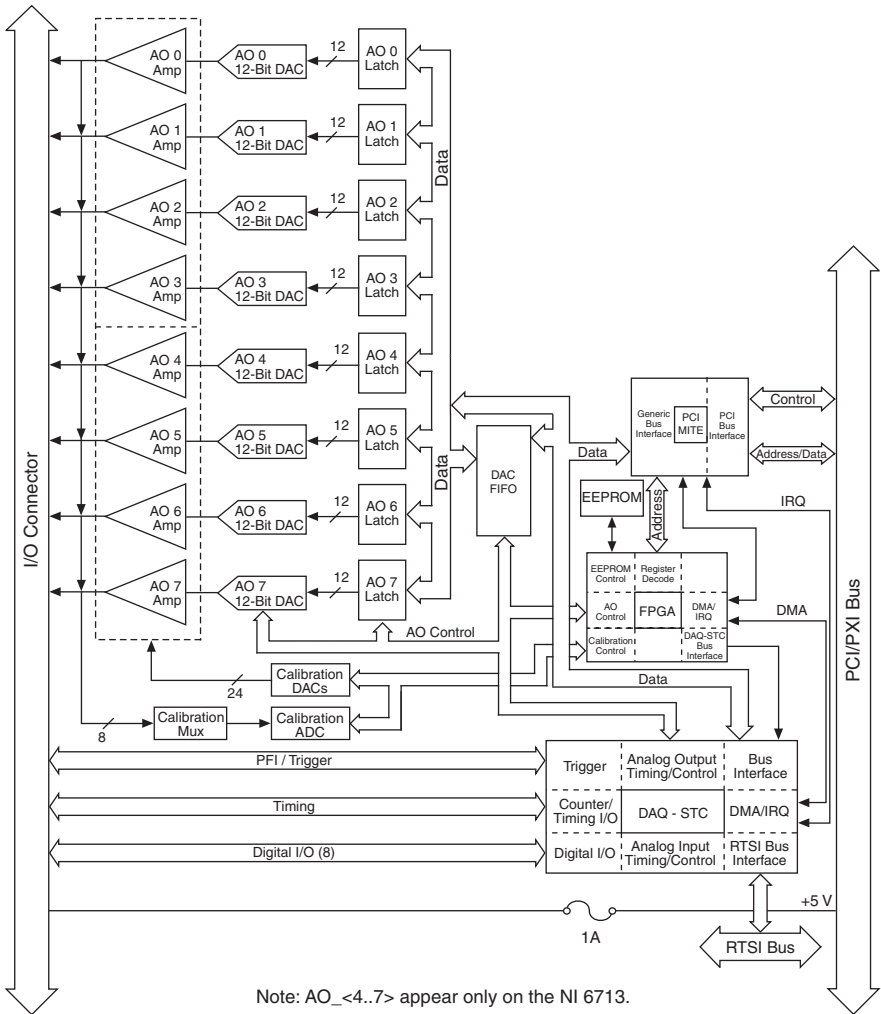 AO 0
Amp
AO 0
12-Bit DAC
12
AO 0
Latch
AO 1
Amp
AO 1
12-Bit DAC
12
AO 1
Latch
Data
AO 2
Amp
AO 2
12-Bit DAC
12
AO 2
Latch
AO 3
Amp
AO 3
12-Bit DAC
12
AO 3
Latch
AO 4
Amp
AO 4
12-Bit DAC
12
AO 4
Latch
AO 5
Amp
AO 5
12-Bit DAC
12
AO 5
Latch
Data
AO 6
Amp
AO 6
12-Bit DAC
12
AO 6
Latch
AO 7
Amp
AO 7
12-Bit DAC
12
AO 7
Latch
I/O Connector
DAC
FIFO
Data
Generic
Bus
Interface
PCI
MITE
PCI
Bus
Interface
Control
Address/Data
IRQ
EEPROM
Address
EEPROM
Control
Register
Decode
AO
Control
FPGA
DMA/
IRQ
Calibration
Control
DAQ-STC
Bus
Interface
DMA
PCI/PXI Bus
AO Control
24
Calibration
DACs
Data
8
Calibration
Mux
Calibration
ADC
PFI / Trigger
Timing
Digital I/O (8)
Trigger
Analog Output
Timing/Control
Bus
Interface
Counter/
Timing I/O
DAQ - STC
DMA/IRQ
Digital I/O
Analog Input
Timing/Control
RTSI Bus
Interface
+5 V
1A
RTSI Bus
Note: AO_<4..7> appear only on the NI 6713.